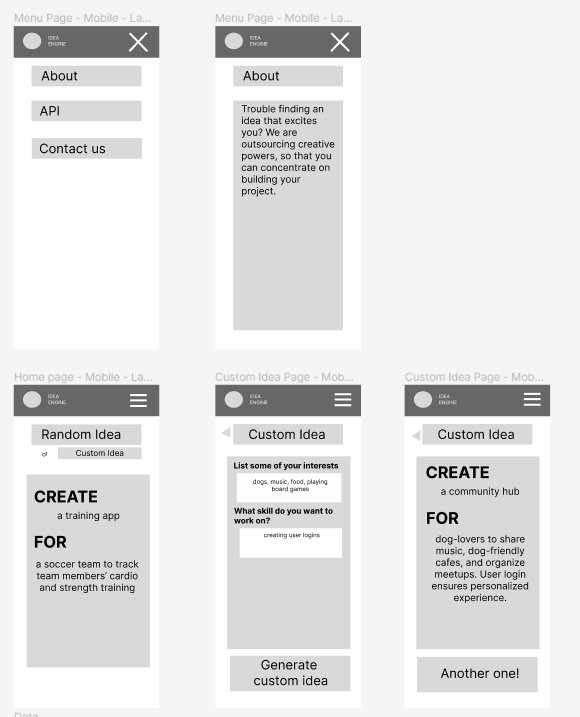 Menu Page - Mobile - La...
IDEA
ENGINE
About
API
Contact us
Menu Page - Mobile - La...
IDEA
ENGINE
About
Trouble finding an
idea that excites
you? We are
outsourcing creative
powers, so that you
can concentrate on
building your
project.
Home page - Mobile - La...
IDEA
ENGINE
Random Idea
or
Custom Idea
CREATE
a training app
FOR
a soccer team to track
team members' cardio
and strength training
Custom Idea Page - Mob...
IDEA
ENGINE
Custom Idea
List some of your interests
dogs, music, food, playing
board games
What skill do you want to
work on?
creating user logins
Generate
custom idea
Custom Idea Page - Mob...
IDEA
ENGINE
Custom Idea
CREATE
a community hub
FOR
dog-lovers to share
music, dog-friendly
cafes, and organize
meetups. User login
ensures personalized
experience.
Another one!